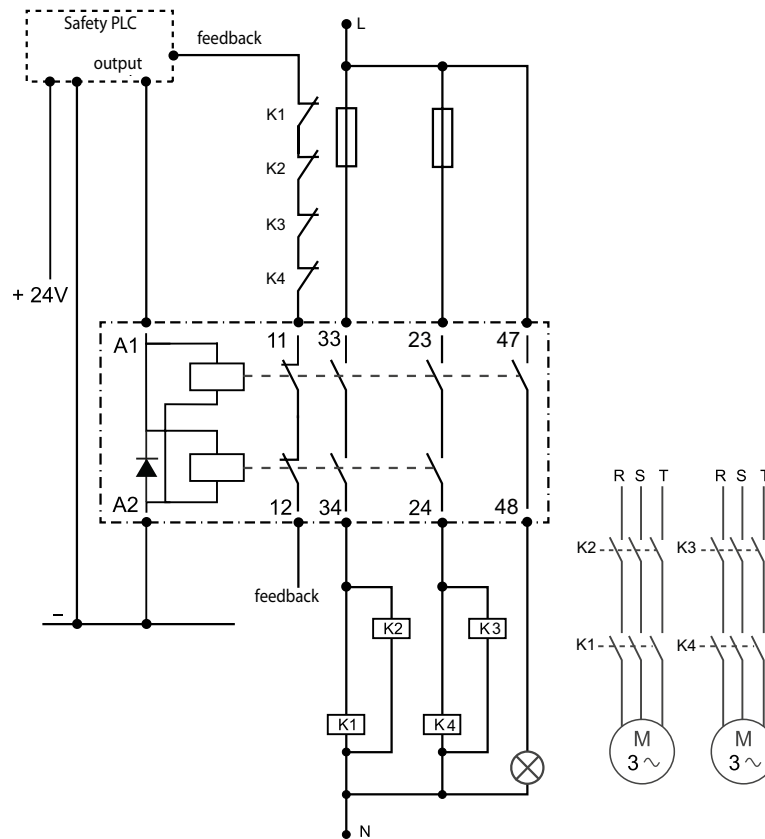 Safety PLC
output
feedback
L
K1
K2
K3
K4
+ 24V
A1
11
33
23
47
A2
12
34
24
48
feedback
–
K2
K3
K1
K4
N
R S T
R S T
K2
K3
K1
K4
M
3 ~
M
3 ~